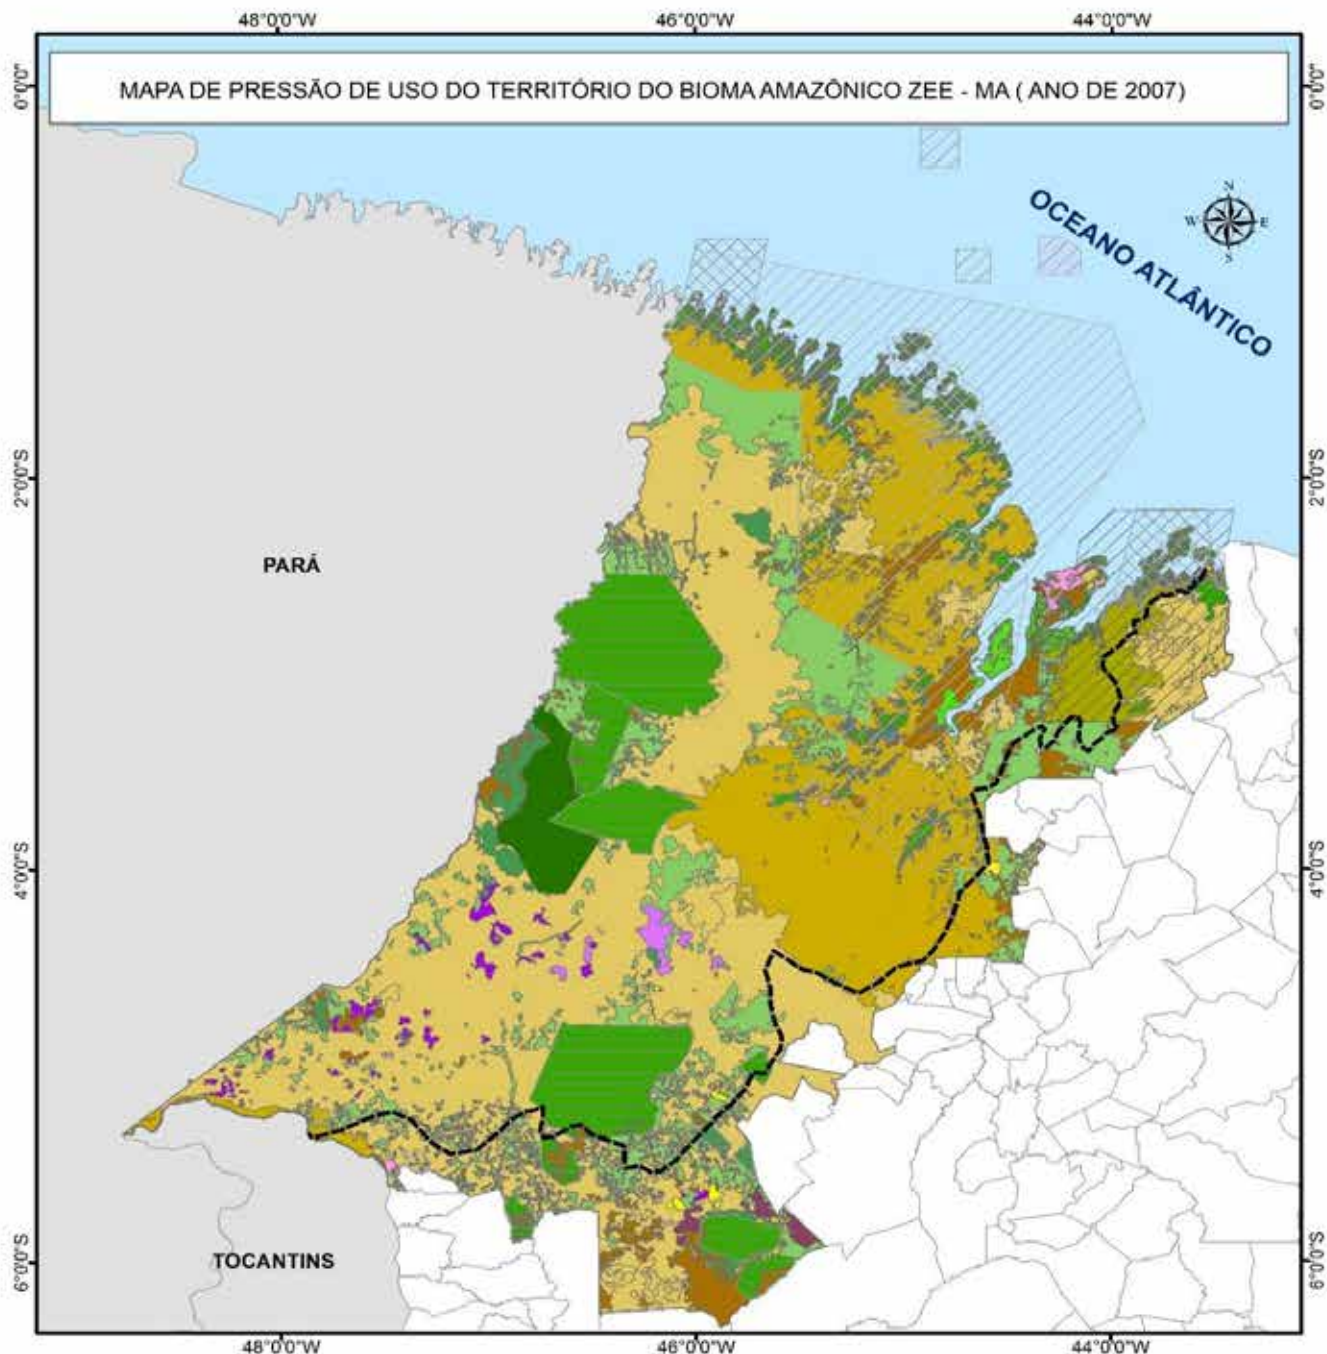 48°0'0"W 46°0'0"W 44°0'0"W
0°0'0" 0°0'0"
MAPA DE PRESSÃO DE USO DO TERRITÓRIO DO BIOMA AMAZÔNICO ZEE - MA ( ANO DE 2007)
N
W E
S
OCEANO ATLÂNTICO
2°0'0"S 2°0'0"S
PARÁ
4°0'0"S 4°0'0"S
TOCANTINS
6°0'0"S 6°0'0"S
48°0'0"W 46°0'0"W 44°0'0"W